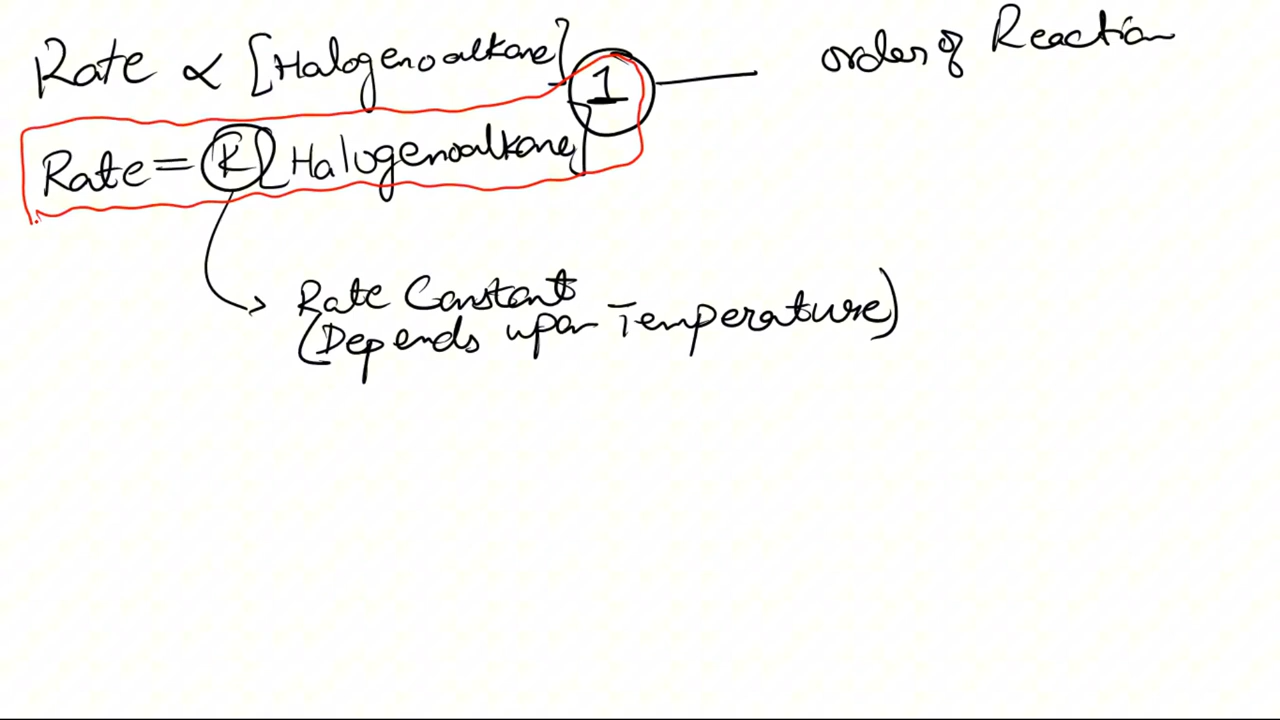 Rate ∝ [Halogenoalkane]¹ order of Reaction
Rate = K [Halogenoalkane]
Rate Constant
(Depends upon Temperature)